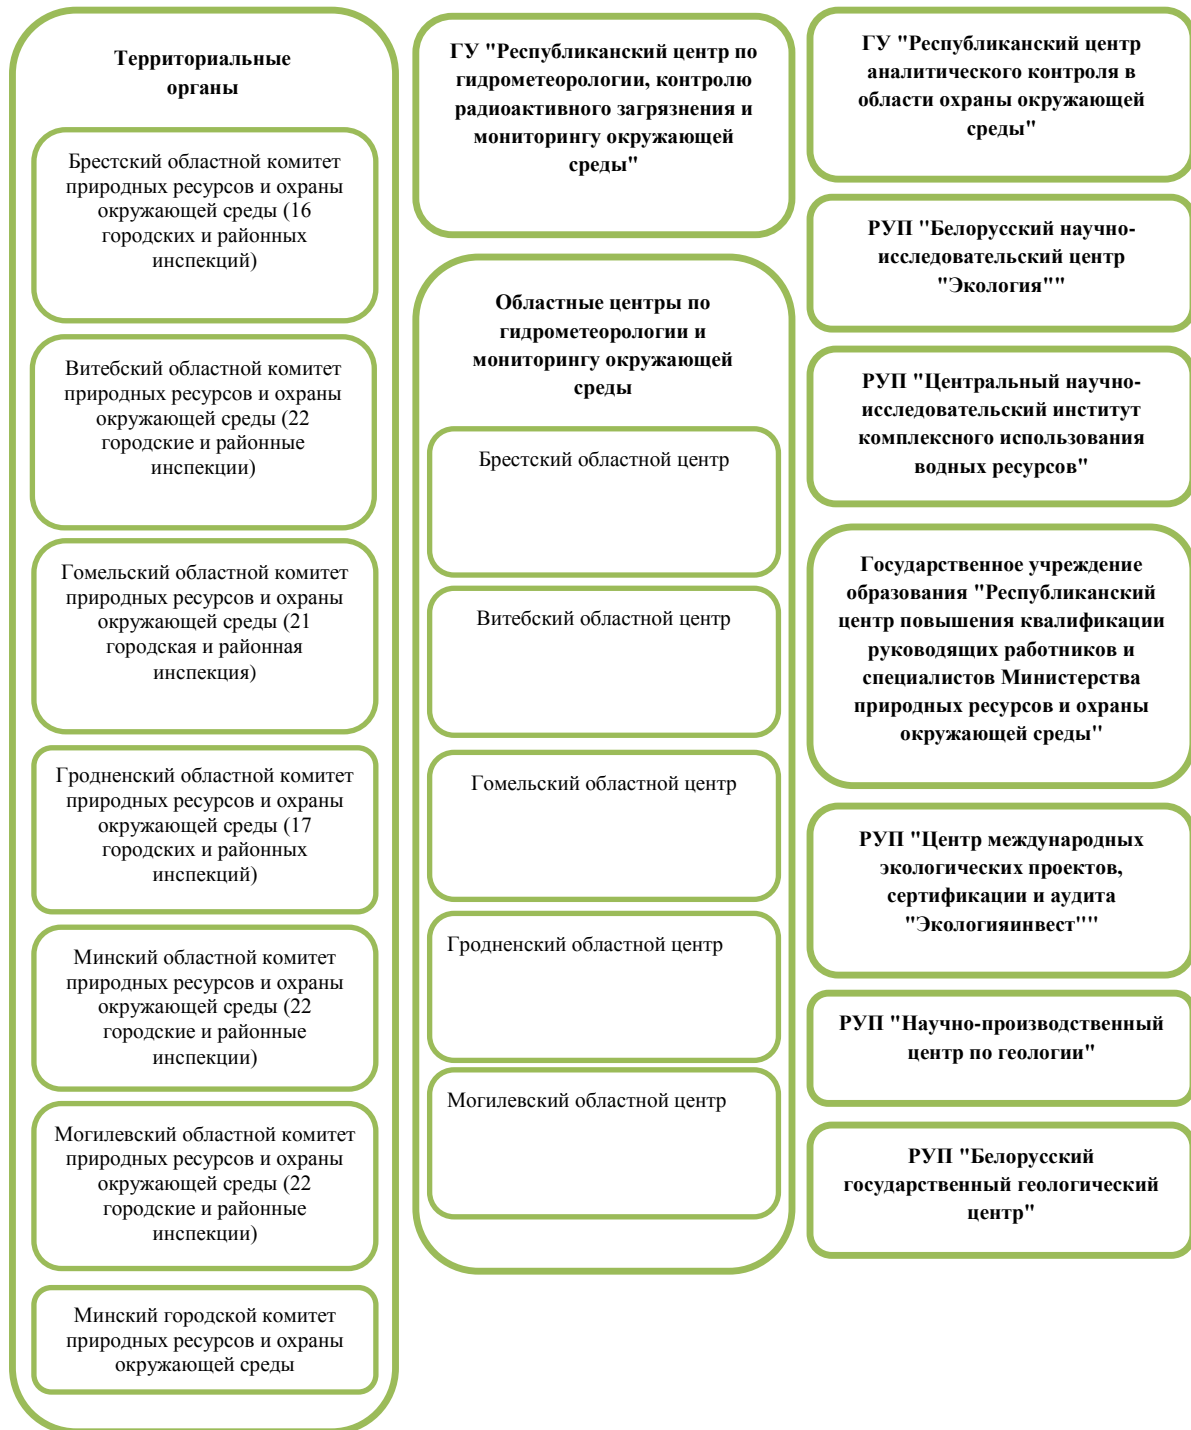 Территориальные
органы
Брестский областной комитет
природных ресурсов и охраны
окружающей среды (16
городских и районных
инспекций)
Витебский областной комитет
природных ресурсов и охраны
окружающей среды (22
городские и районные
инспекции)
Гомельский областной комитет
природных ресурсов и охраны
окружающей среды (21
городская и районная
инспекция)
Гродненский областной комитет
природных ресурсов и охраны
окружающей среды (17
городских и районных
инспекций)
Минский областной комитет
природных ресурсов и охраны
окружающей среды (22
городские и районные
инспекции)
Могилевский областной комитет
природных ресурсов и охраны
окружающей среды (22
городские и районные
инспекции)
Минский городской комитет
природных ресурсов и охраны
окружающей среды
ГУ "Республиканский центр по
гидрометеорологии, контролю
радиоактивного загрязнения и
мониторингу окружающей
среды"
Областные центры по
гидрометеорологии и
мониторингу окружающей
среды
Брестский областной центр
Витебский областной центр
Гомельский областной центр
Гродненский областной центр
Могилевский областной центр
ГУ "Республиканский центр
аналитического контроля в
области охраны окружающей
среды"
РУП "Белорусский научно-
исследовательский центр
"Экология""
РУП "Центральный научно-
исследовательский институт
комплексного использования
водных ресурсов"
Государственное учреждение
образования "Республиканский
центр повышения квалификации
руководящих работников и
специалистов Министерства
природных ресурсов и охраны
окружающей среды"
РУП "Центр международных
экологических проектов,
сертификации и аудита
"Экологияинвест""
РУП "Научно-производственный
центр по геологии"
РУП "Белорусский
государственный геологический
центр"